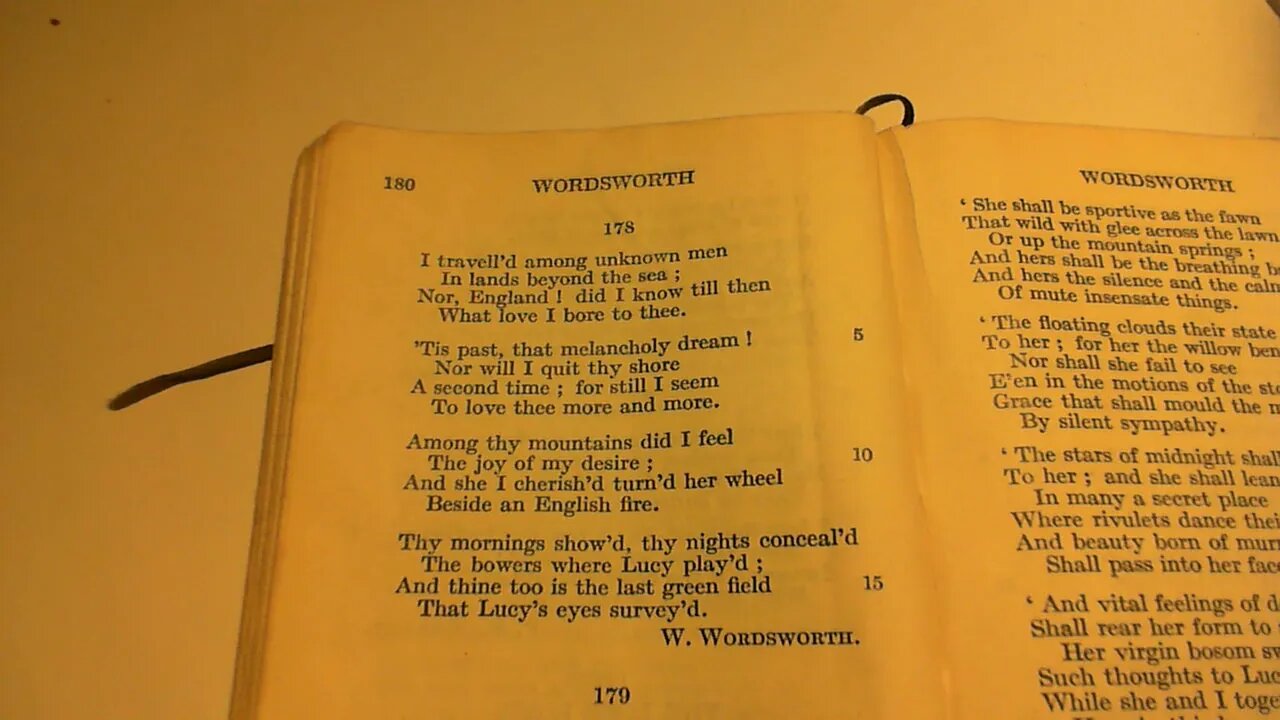 180 WORDSWORTH
178
I travell'd among unknown men
In lands beyond the sea ;
Nor, England ! did I know till then
What love I bore to thee.
'Tis past, that melancholy dream ! 5
Nor will I quit thy shore
A second time ; for still I seem
To love thee more and more.
Among thy mountains did I feel
The joy of my desire ; 10
And she I cherish'd turn'd her wheel
Beside an English fire.
Thy mornings show'd, thy nights conceal'd
The bowers where Lucy play'd ;
And thine too is the last green field 15
That Lucy's eyes survey'd.
W. WORDSWORTH.
179
WORDSWORTH
‘ She shall be sportive as the fawn
That wild with glee across the lawn
Or up the mountain springs ;
And hers shall be the breathing
And hers the silence and the
Of mute insensate things.
‘ The floating clouds their state
To her ; for her the willow
Nor shall she fail to see
E'en in the motions of the
Grace that shall mould the
By silent sympathy.
‘ The stars of midnight
To her ; and she shall
In many a secret place
Where rivulets dance
And beauty born of
Shall pass into her
‘ And vital feelings of
Shall rear her form to
Her virgin bosom
Such thoughts to
While she and I